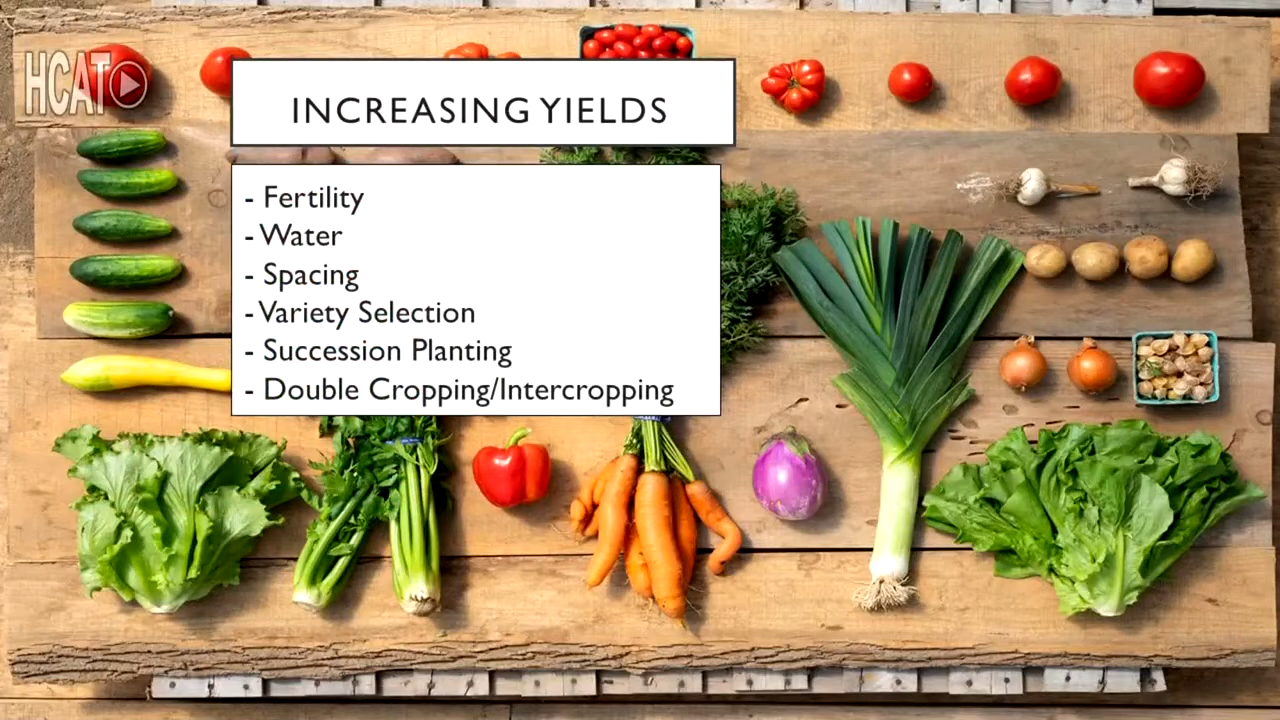 HCAT
INCREASING YIELDS
- Fertility
- Water
- Spacing
- Variety Selection
- Succession Planting
- Double Cropping/Intercropping